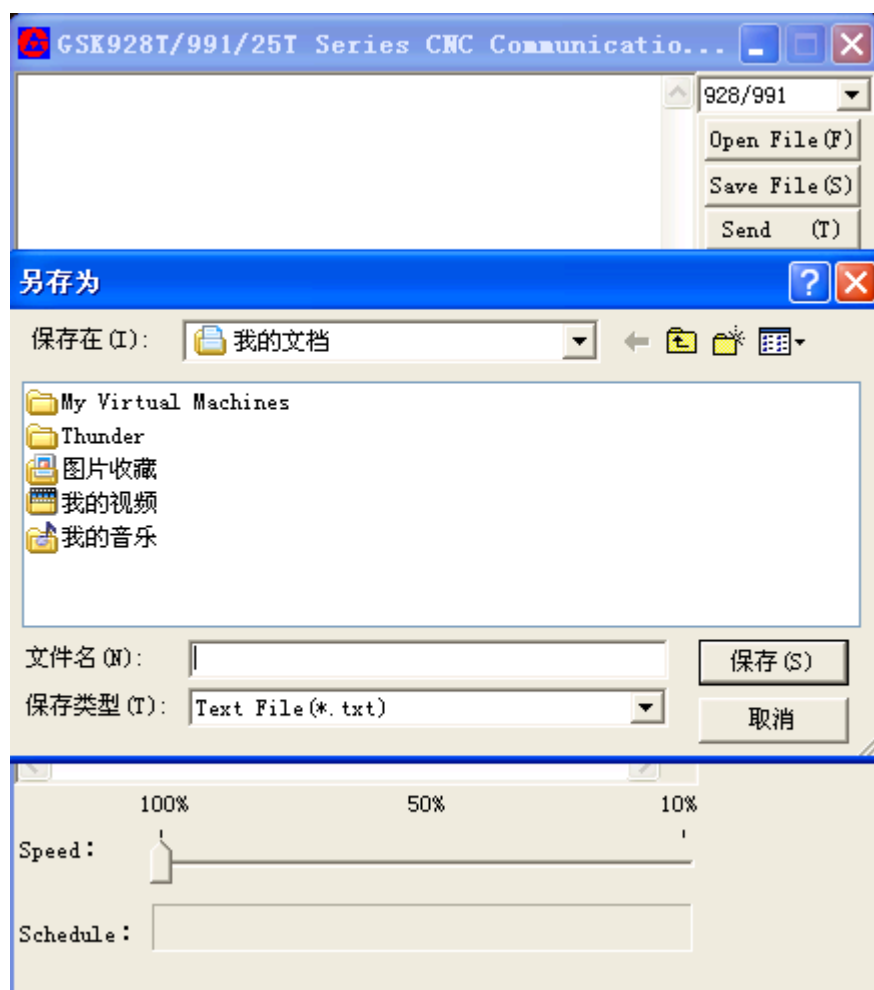 GSK928T/991/25T Series CNC Communicatio...
928/991
Open File(F)
Save File(S)
Send (T)
另存为
保存在(I):
我的文档
My Virtual Machines
Thunder
图片收藏
我的视频
我的音乐
文件名(N):
保存(S)
保存类型(T):
Text File(*.txt)
取消
100% 50% 10%
Speed:
Schedule: